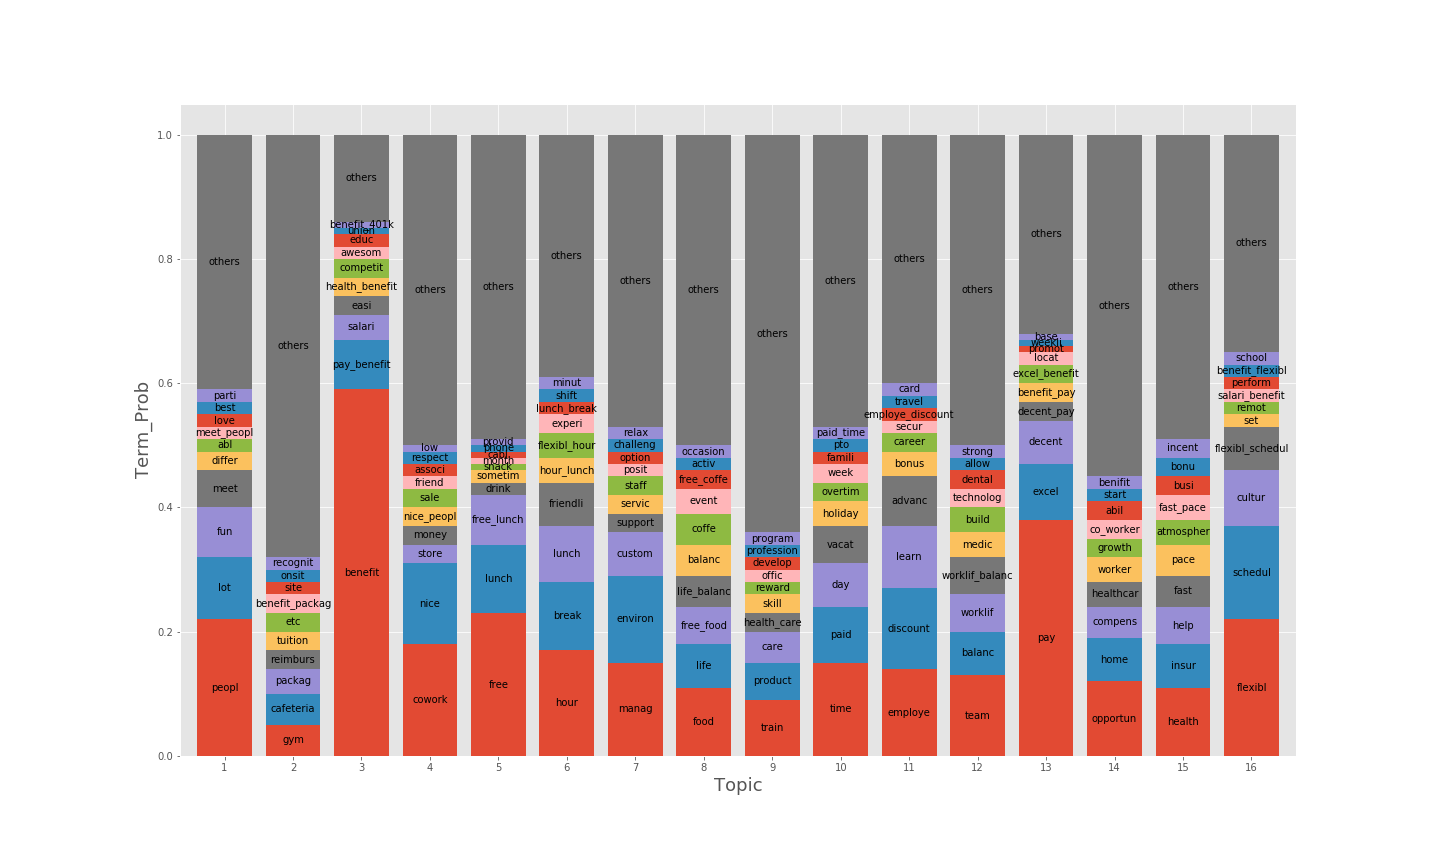 Term_Prob
1.0
0.8
0.6
0.4
0.2
0.0
others
parti
best
love
meet_peopl
abl
differ
meet
fun
lot
peopl
others
recognit
onsit
site
benefit_packag
etc
tuition
reimburs
packag
cafeteria
gym
others
benefit_401k
union
educ
awesom
competit
health_benefit
easi
salari
pay_benefit
benefit
others
low
respect
associ
friend
sale
nice_peopl
money
store
nice
cowork
others
provid
phone
cabl
month
snack
sometim
drink
free_lunch
lunch
free
others
minut
shift
lunch_break
experi
flexibl_hour
hour_lunch
friendli
lunch
break
hour
others
relax
challeng
option
posit
staff
servic
support
custom
environ
manag
others
occasion
activ
free_coffe
event
coffe
balanc
life_balanc
free_food
life
food
others
program
profession
develop
offic
reward
skill
health_care
care
product
train
others
paid_time
pto
famili
week
overtim
holiday
vacat
day
paid
time
others
card
travel
employe_discount
secur
career
bonus
advanc
learn
discount
employe
others
strong
allow
dental
technolog
build
medic
worklif_balanc
worklif
balanc
team
others
base
weekli
promot
locat
excel_benefit
benefit_pay
decent_pay
decent
excel
pay
others
benifit
start
abil
co_worker
growth
worker
healthcar
compens
home
opportun
others
incent
bonu
busi
fast_pace
atmospher
pace
fast
help
insur
health
others
school
benefit_flexibl
perform
salari_benefit
remot
set
flexibl_schedul
cultur
schedul
flexibl
1 2 3 4 5 6 7 8 9 10 11 12 13 14 15 16
Topic